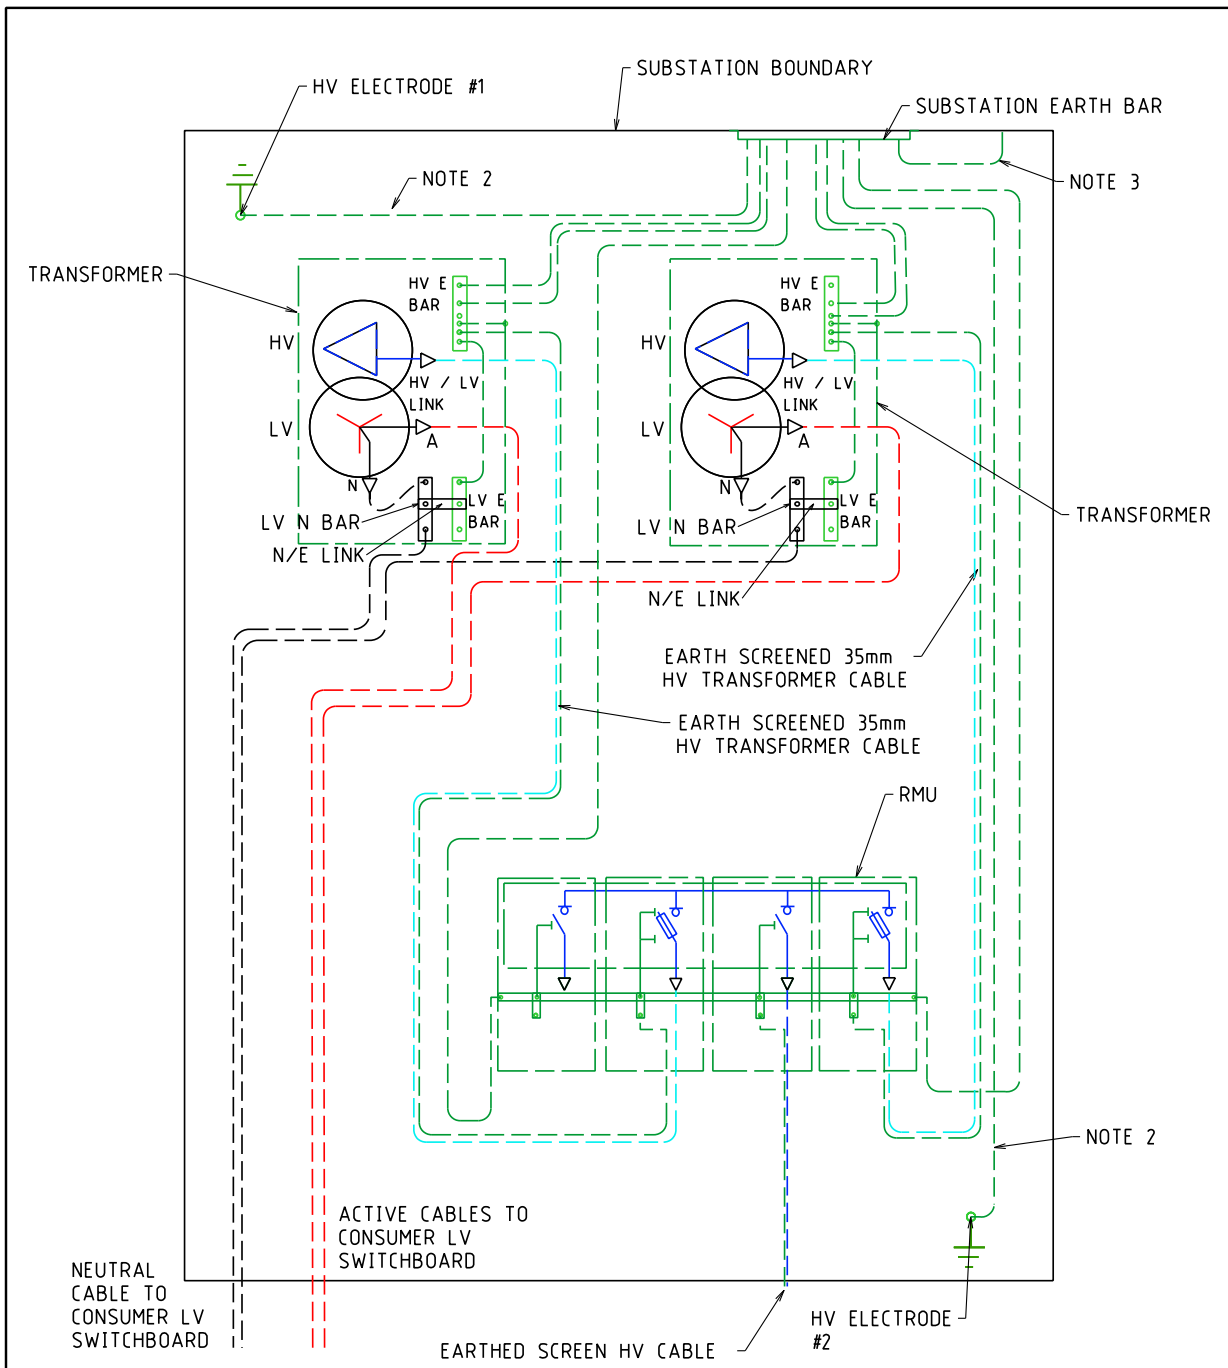 SUBSTATION BOUNDARY
HV ELECTRODE #1
SUBSTATION EARTH BAR
NOTE 2
NOTE 3
TRANSFORMER
HV E
BAR
HV
HV / LV
LINK
LV
A
N
LV E
BAR
LV N BAR
N/E LINK
HV E
BAR
HV
HV / LV
LINK
LV
A
N
LV E
BAR
LV N BAR
TRANSFORMER
N/E LINK
EARTH SCREENED 35mm
HV TRANSFORMER CABLE
EARTH SCREENED 35mm
HV TRANSFORMER CABLE
RMU
NOTE 2
ACTIVE CABLES TO
CONSUMER LV
SWITCHBOARD
NEUTRAL
CABLE TO
CONSUMER LV
SWITCHBOARD
HV ELECTRODE
#2
EARTHED SCREEN HV CABLE